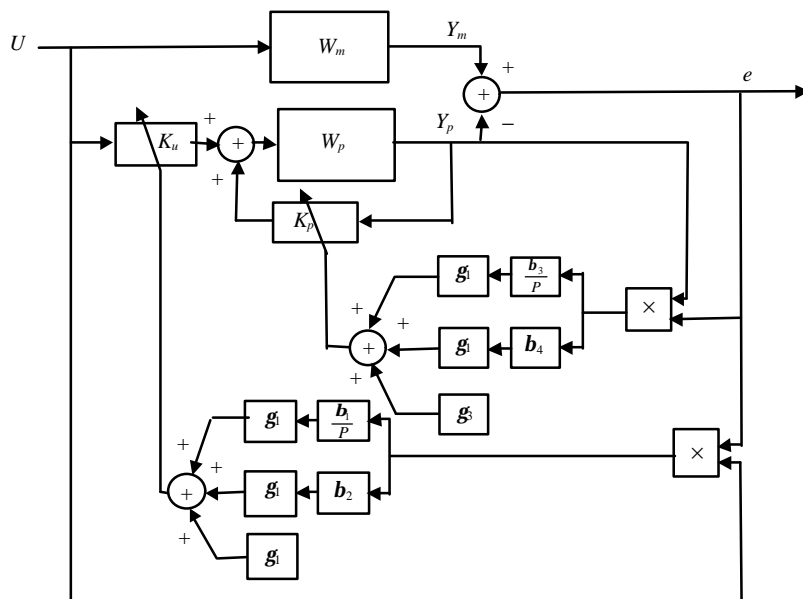 U
W_m
Y_m
+
+
e
K_u
+
+
+
W_p
Y_p
−
K_p
g_1
b_3/P
×
+
+
+
+
g_1
b_4
g_3
g_1
b_1/P
×
+
+
+
+
g_1
b_2
g_1